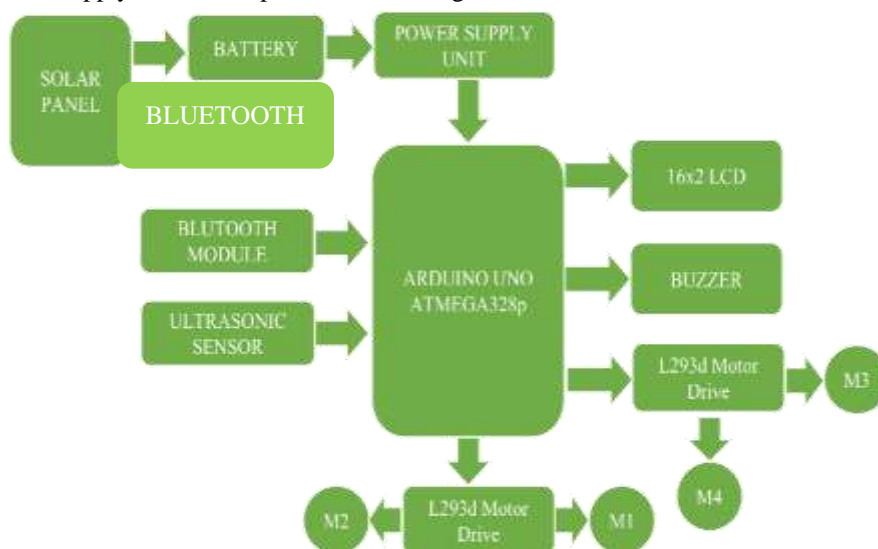 BATTERY
POWER SUPPLY
UNIT
SOLAR
PANEL
BLUETOOTH
16x2 LCD
BLUTOOTH
MODULE
ARDUINO UNO
ATMEGA328p
BUZZER
ULTRASONIC
SENSOR
L293d Motor
Drive
M3
M4
M2
L293d Motor
Drive
M1